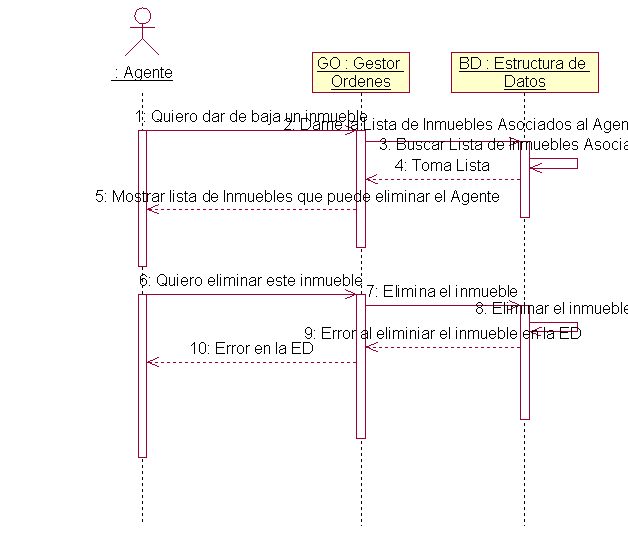 : Agente
GO : Gestor
Ordenes
BD : Estructura de
Datos
1: Quiero dar de baja un inmueble
2: Dame la Lista de Inmuebles Asociados al Agen
3: Buscar Lista de Inmuebles Asocia
4: Toma Lista
5: Mostrar lista de Inmuebles que puede eliminar el Agente
6: Quiero eliminar este inmueble
7: Elimina el inmueble
8: Eliminar el inmueble
9: Error al eliminiar el inmueble en la ED
10: Error en la ED